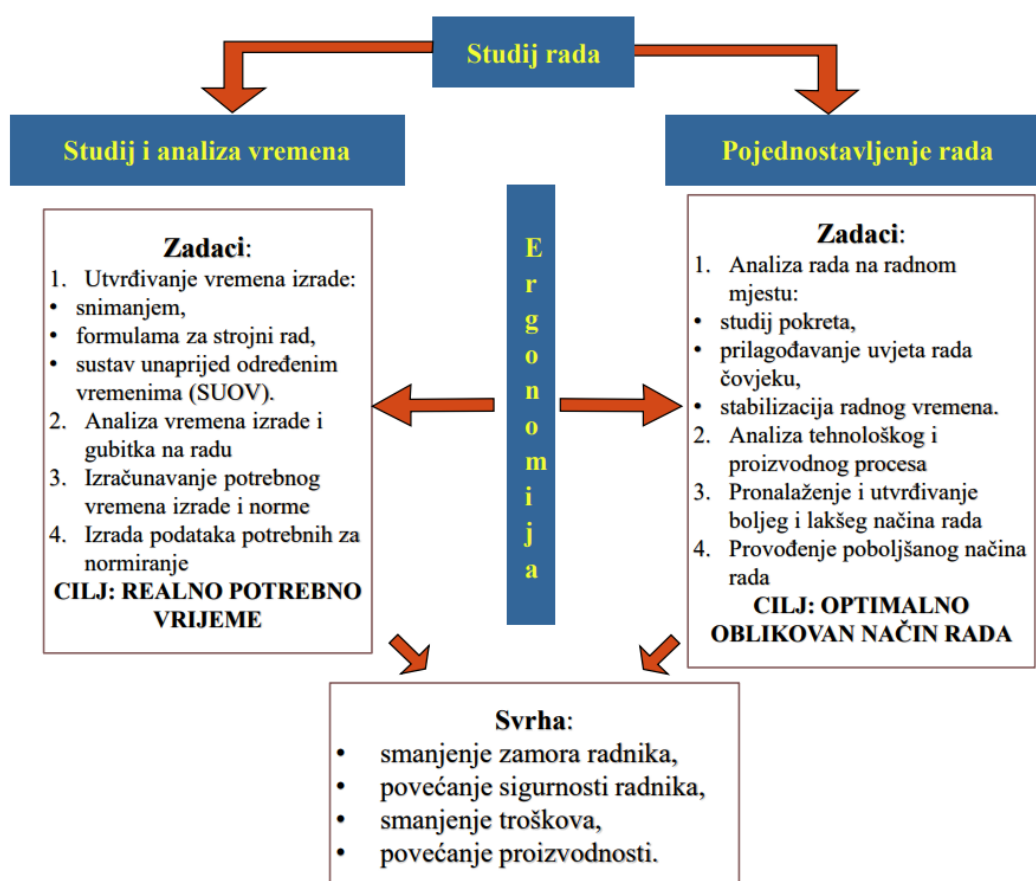 Studij rada
Studij i analiza vremena
Pojednostavljenje rada
Zadaci:
1. Utvrđivanje vremena izrade:
• snimanjem,
• formulama za strojni rad,
• sustav unaprijed određenim
vremenima (SUOV).
2. Analiza vremena izrade i
gubitka na radu
3. Izračunavanje potrebnog
vremena izrade i norme
4. Izrada podataka potrebnih za
normiranje
CILJ: REALNO POTREBNO
VRIJEME
Ergonomija
Zadaci:
1. Analiza rada na radnom
mjestu:
• studij pokreta,
• prilagođavanje uvjeta rada
čovjeku,
• stabilizacija radnog vremena.
2. Analiza tehnološkog i
proizvodnog procesa
3. Pronalaženje i utvrđivanje
boljeg i lakšeg načina rada
4. Provođenje poboljšanog načina
rada
CILJ: OPTIMALNO
OBLIKOVAN NAČIN RADA
Svrha:
• smanjenje zamora radnika,
• povećanje sigurnosti radnika,
• smanjenje troškova,
• povećanje proizvodnosti.